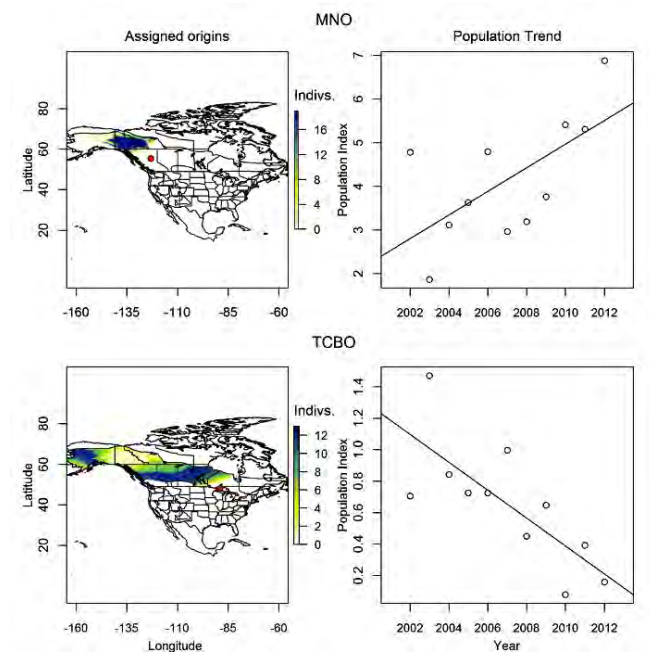 MNO
Assigned origins
Population Trend
Indivs.
Latitude
80
60
40
20
-160 -135 -110 -85 -60
16
12
8
4
0
Population Index
7
6
5
4
3
2
2002 2004 2006 2008 2010 2012
TCBO
Indivs.
Latitude
80
60
40
20
-160 -135 -110 -85 -60
Longitude
12
10
8
6
4
2
0
Population Index
1.4
1.2
1.0
0.8
0.6
0.4
0.2
2002 2004 2006 2008 2010 2012
Year